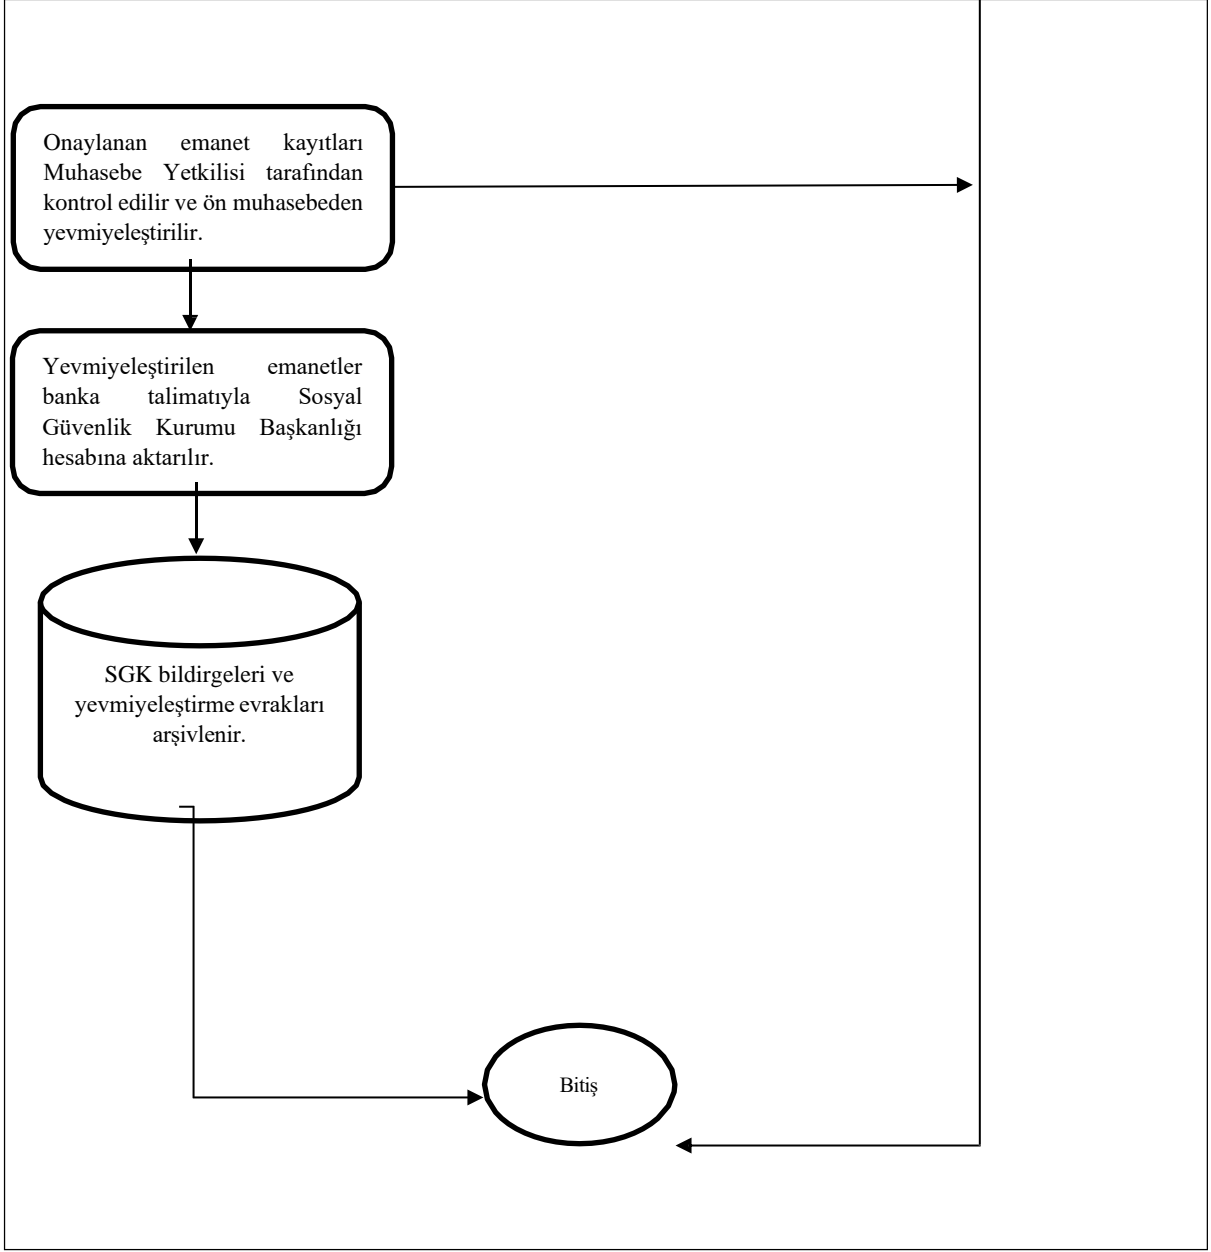 Onaylanan emanet kayıtları
Muhasebe Yetkilisi tarafından
kontrol edilir ve ön muhasebeden
yevmiyeleştirilir.
Yevmiyeleştirilen emanetler
banka talimatıyla Sosyal
Güvenlik Kurumu Başkanlığı
hesabına aktarılır.
SGK bildirgeleri ve
yevmiyeleştirme evrakları
arşivlenir.
Bitiş